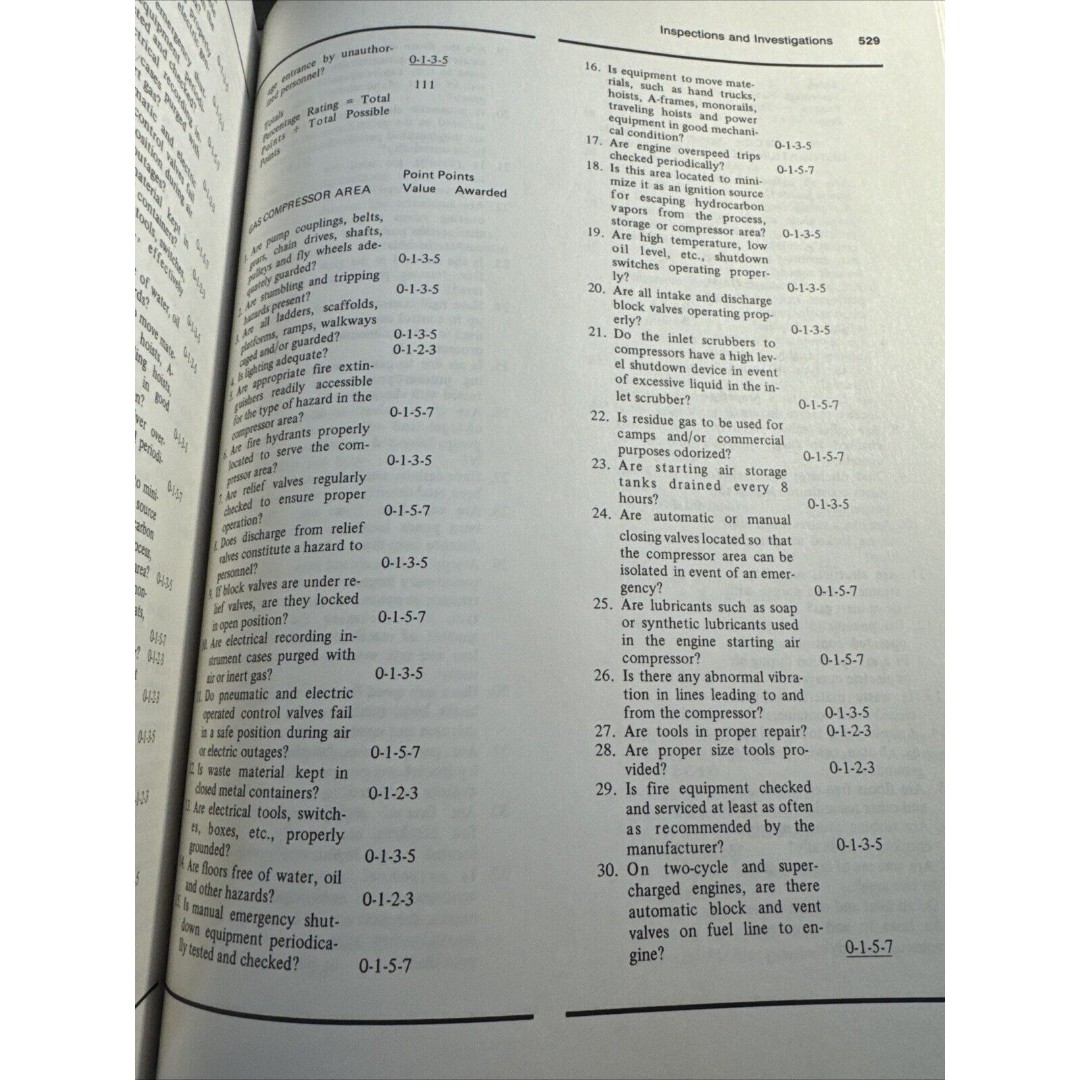 Inspections and Investigations 529
age entrance by unauthor-
ized personnel? 0-1-3-5
111
Totals
Percentage Rating = Total
Points ÷ Total Possible
Points
Point Points
GAS COMPRESSOR AREA Value Awarded
1. Are pump couplings, belts,
gears, chain drives, shafts,
pulleys and fly wheels ade-
quately guarded? 0-1-3-5
2. Are stumbling and tripping
hazards present? 0-1-3-5
3. Are all ladders, scaffolds,
platforms, ramps, walkways
caged and/or guarded? 0-1-3-5
4. Is lighting adequate? 0-1-2-3
5. Are appropriate fire extin-
guishers readily accessible
for the type of hazard in the
compressor area? 0-1-5-7
6. Are fire hydrants properly
located to serve the com-
pressor area? 0-1-3-5
7. Are relief valves regularly
checked to ensure proper
operation? 0-1-5-7
Does discharge from relief
valves constitute a hazard to
personnel? 0-1-3-5
9. If block valves are under re-
lief valves, are they locked
in open position? 0-1-5-7
10. Are electrical recording in-
strument cases purged with
air or inert gas? 0-1-3-5
11. Do pneumatic and electric
operated control valves fail
in a safe position during air
or electric outages? 0-1-5-7
12. Is waste material kept in
closed metal containers? 0-1-2-3
13. Are electrical tools, switch-
es, boxes, etc., properly
grounded? 0-1-3-5
14. Are floors free of water, oil
and other hazards? 0-1-2-3
15. Is manual emergency shut-
down equipment periodica-
lly tested and checked? 0-1-5-7
16. Is equipment to move mate-
rials, such as hand trucks,
hoists, A-frames, monorails,
traveling hoists and power
equipment in good mechani-
cal condition? 0-1-3-5
17. Are engine overspeed trips
checked periodically? 0-1-5-7
18. Is this area located to mini-
mize it as an ignition source
for escaping hydrocarbon
vapors from the process,
storage or compressor area? 0-1-3-5
19. Are high temperature, low
oil level, etc., shutdown
switches operating proper-
ly? 0-1-3-5
20. Are all intake and discharge
block valves operating prop-
erly? 0-1-3-5
21. Do the inlet scrubbers to
compressors have a high lev-
el shutdown device in event
of excessive liquid in the in-
let scrubber? 0-1-5-7
22. Is residue gas to be used for
camps and/or commercial
purposes odorized? 0-1-5-7
23. Are starting air storage
tanks drained every 8
hours? 0-1-3-5
24. Are automatic or manual
closing valves located so that
the compressor area can be
isolated in event of an emer-
gency? 0-1-5-7
25. Are lubricants such as soap
or synthetic lubricants used
in the engine starting air
compressor? 0-1-5-7
26. Is there any abnormal vibra-
tion in lines leading to and
from the compressor? 0-1-3-5
27. Are tools in proper repair? 0-1-2-3
28. Are proper size tools pro-
vided? 0-1-2-3
29. Is fire equipment checked
and serviced at least as often
as recommended by the
manufacturer? 0-1-3-5
30. On two-cycle and super-
charged engines, are there
automatic block and vent
valves on fuel line to en-
gine? 0-1-5-7